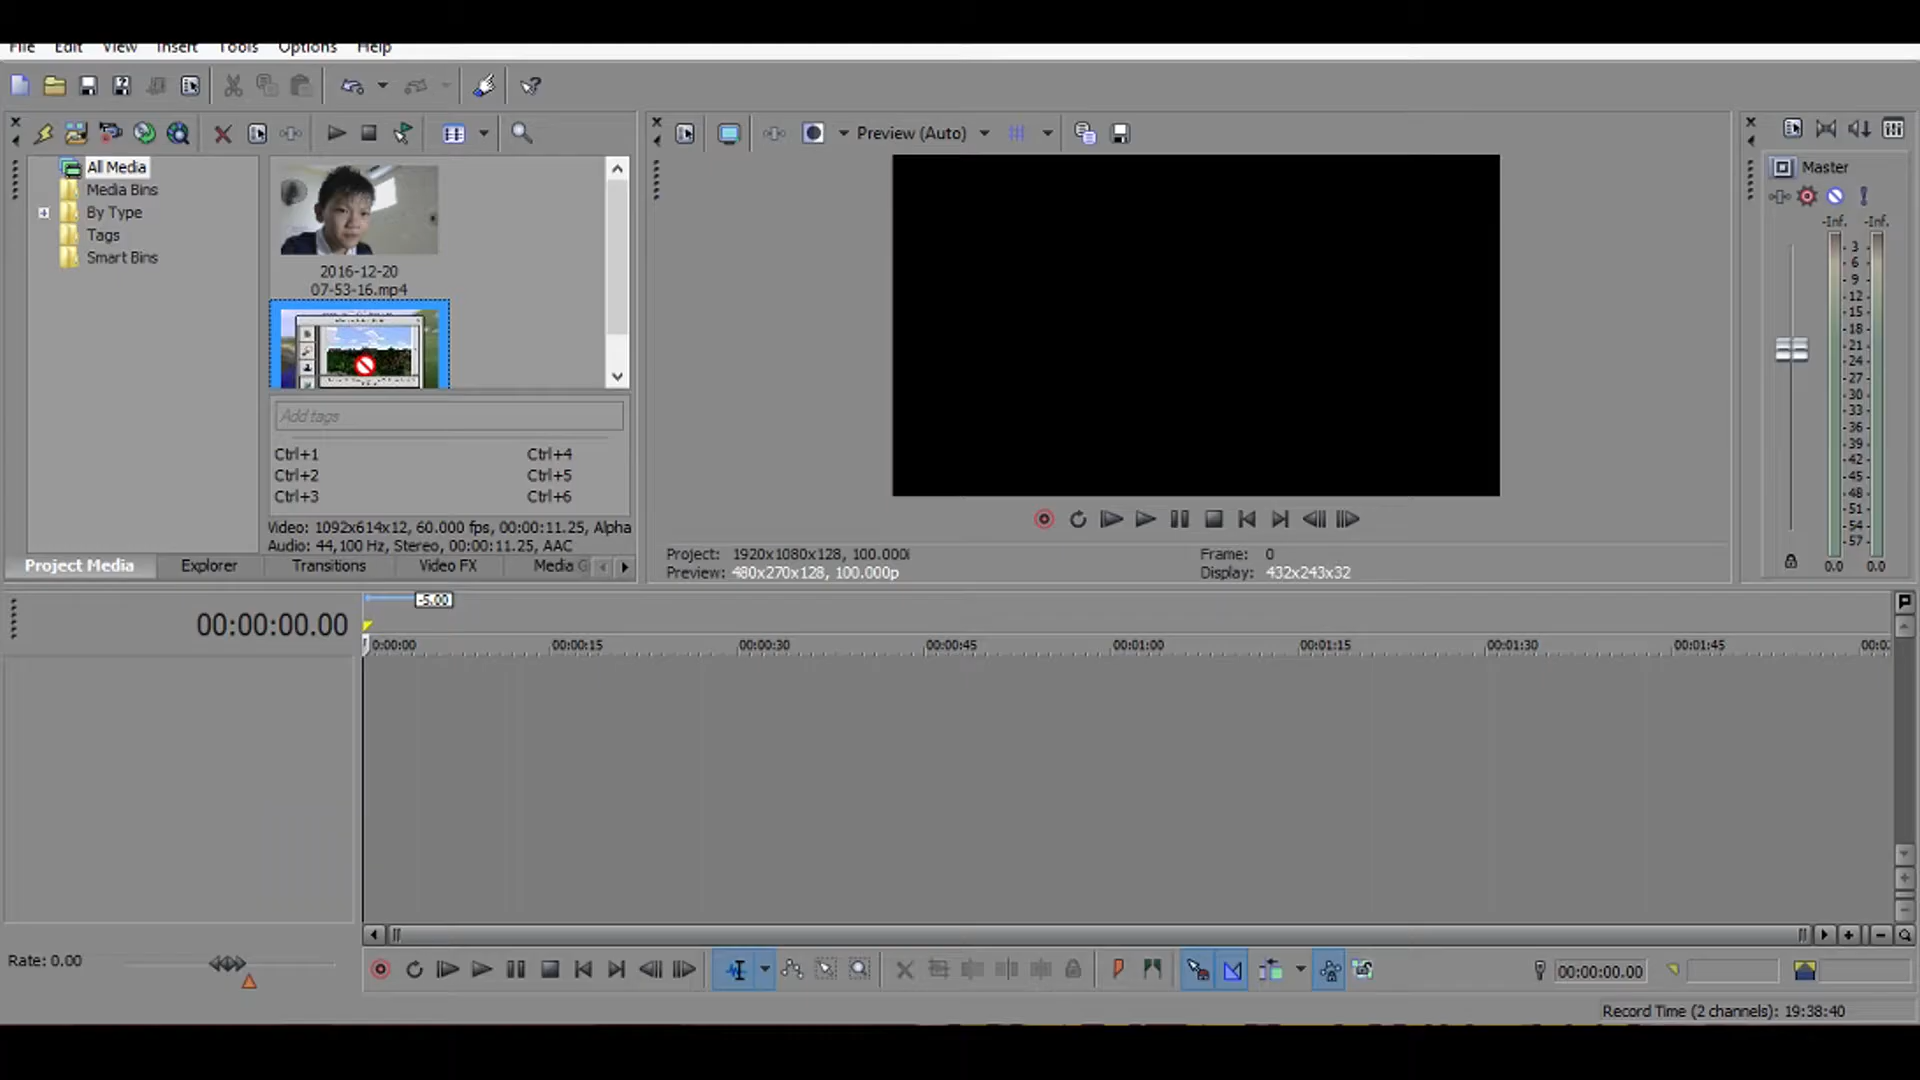 File Edit View Insert Tools Options Help
Preview (Auto)
All Media
Media Bins
By Type
Tags
Smart Bins
2016-12-20
07-53-16.mp4
Add tags
Ctrl+1 Ctrl+4
Ctrl+2 Ctrl+5
Ctrl+3 Ctrl+6
Video: 1092x614x12, 60.000 fps, 00:00:11.25, Alpha
Audio: 44,100 Hz, Stereo, 00:00:11.25, AAC
Project Media Explorer Transitions Video FX Media G
Project: 1920x1080x128, 100.000i
Preview: 480x270x128, 100.000p
Frame: 0
Display: 432x243x32
Master
-Inf. -Inf.
3
6
9
12
15
18
21
24
27
30
33
36
39
42
45
48
51
54
57
0.0 0.0
00:00:00.00
-5.00
0:00:00 00:00:15 00:00:30 00:00:45 00:01:00 00:01:15 00:01:30 00:01:45 00:0
Rate: 0.00
00:00:00.00
Record Time (2 channels): 19:38:40